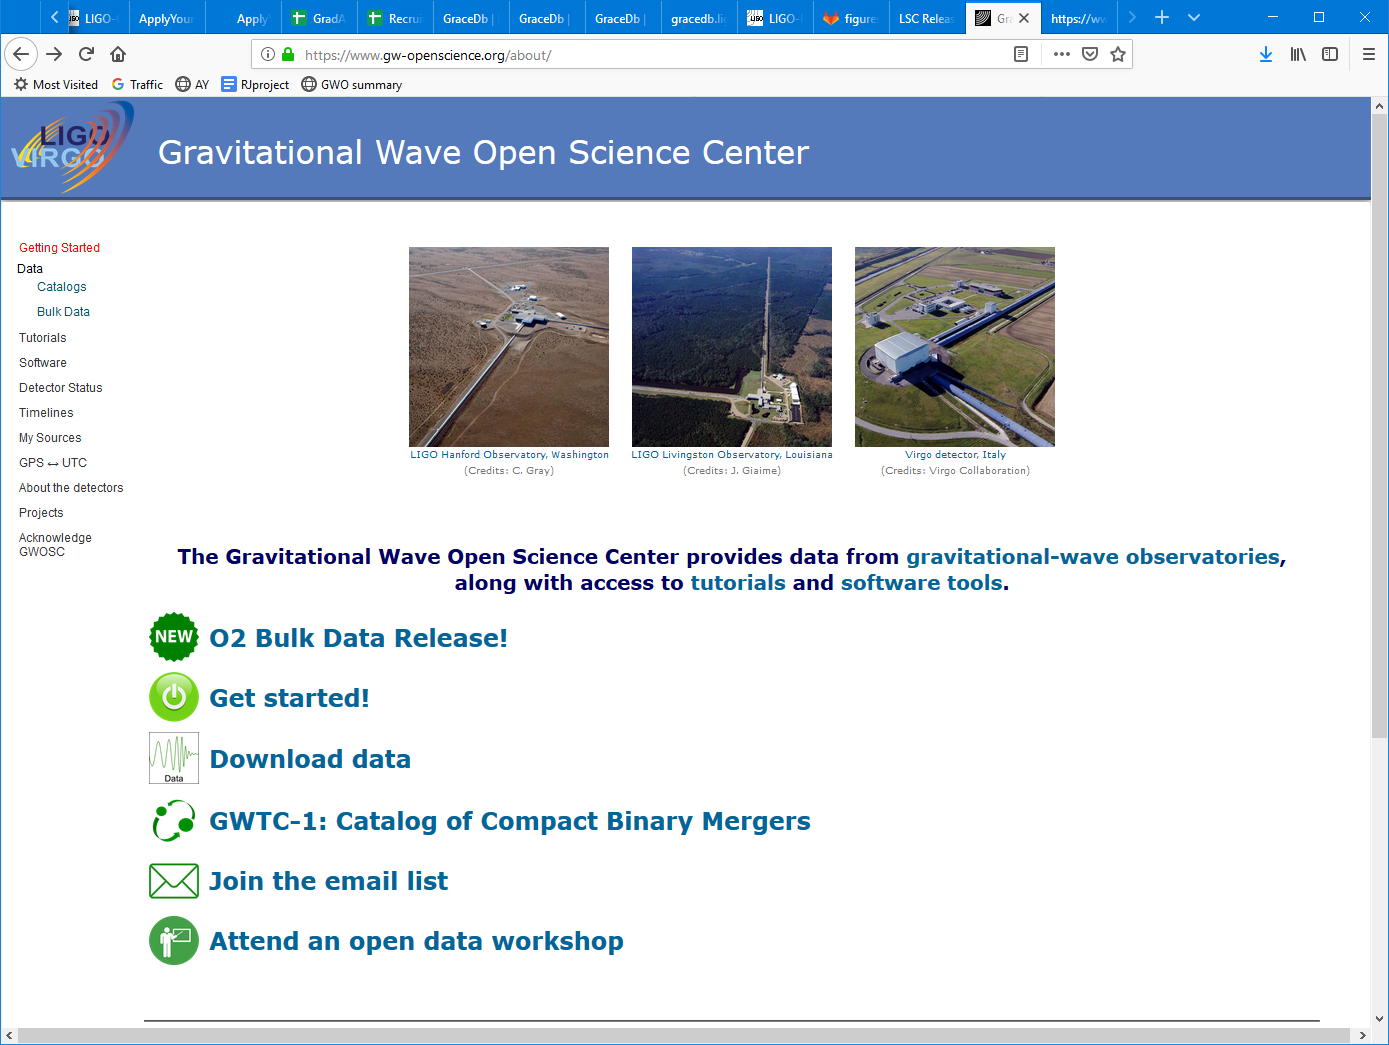 LIGO-
ApplyYour
Apply
GradA
Recru
GraceDb |
GraceDb |
GraceDb |
gracedb.li
LIGO-
figure
LSC Releas
Gr
https://ww
https://www.gw-openscience.org/about/
Most Visited
Traffic
AY
RJproject
GWO summary
LIGO
VIRGO
Gravitational Wave Open Science Center
Getting Started
Data
Catalogs
Bulk Data
Tutorials
Software
Detector Status
Timelines
My Sources
GPS ↔ UTC
About the detectors
Projects
Acknowledge
GWOSC
LIGO Hanford Observatory, Washington
(Credits: C. Gray)
LIGO Livingston Observatory, Louisiana
(Credits: J. Giaime)
Virgo detector, Italy
(Credits: Virgo Collaboration)
The Gravitational Wave Open Science Center provides data from gravitational-wave observatories,
along with access to tutorials and software tools.
NEW
O2 Bulk Data Release!
Get started!
Data
Download data
GWTC-1: Catalog of Compact Binary Mergers
Join the email list
Attend an open data workshop